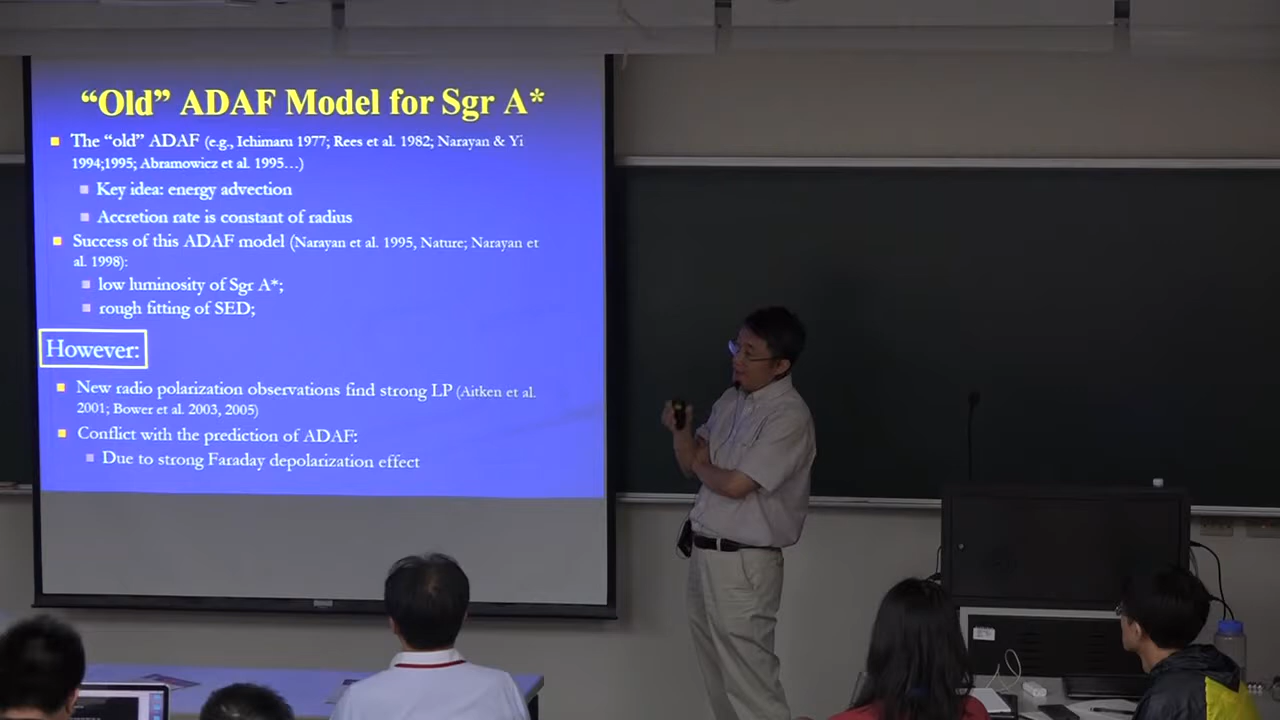 “Old” ADAF Model for Sgr A*
The “old” ADAF (e.g., Ichimaru 1977; Rees et al. 1982; Narayan & Yi
1994;1995; Abramowicz et al. 1995…)
Key idea: energy advection
Accretion rate is constant of radius
Success of this ADAF model (Narayan et al. 1995, Nature; Narayan et
al. 1998):
low luminosity of Sgr A*;
rough fitting of SED;
However:
New radio polarization observations find strong LP (Aitken et al.
2001; Bower et al. 2003, 2005)
Conflict with the prediction of ADAF:
Due to strong Faraday depolarization effect